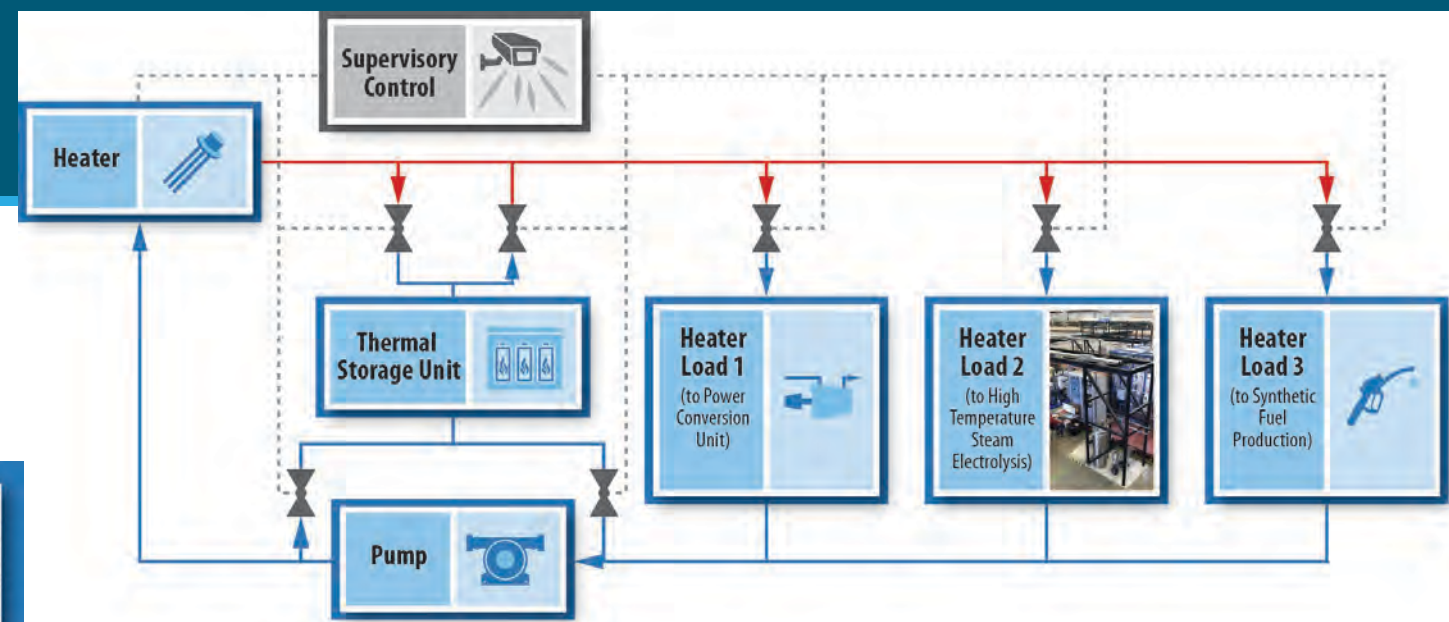 Supervisory
Control
Heater
Thermal
Storage Unit
Heater
Load 1
(to Power
Conversion
Unit)
Heater
Load 2
(to High
Temperature
Steam
Electrolysis)
Heater
Load 3
(to Synthetic
Fuel
Production)
Pump